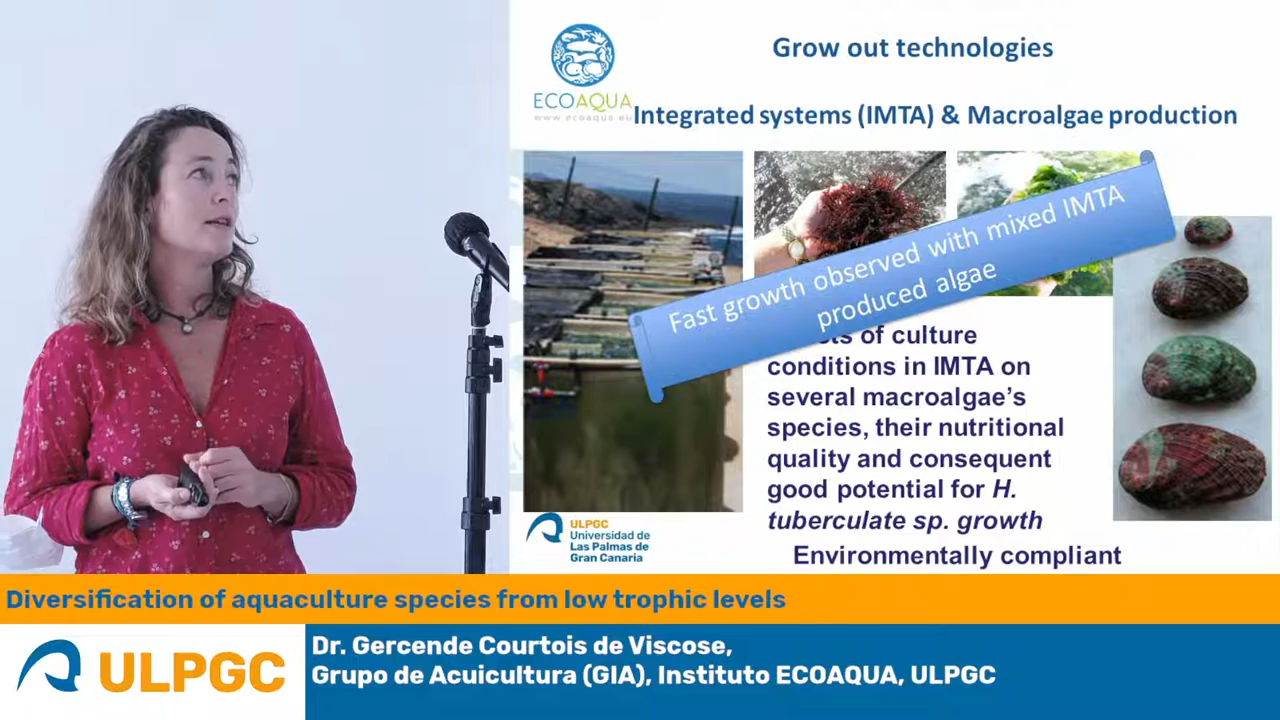 Grow out technologies
ECOAQUA
www.ecoaqua.eu
Integrated systems (IMTA) & Macroalgae production
Fast growth observed with mixed IMTA
produced algae
of culture
conditions in IMTA on
several macroalgae’s
species, their nutritional
quality and consequent
good potential for H.
tuberculate sp. growth
Environmentally compliant
ULPGC
Universidad de
Las Palmas de
Gran Canaria
Diversification of aquaculture species from low trophic levels
ULPGC
Dr. Gercende Courtois de Viscose,
Grupo de Acuicultura (GIA), Instituto ECOAQUA, ULPGC